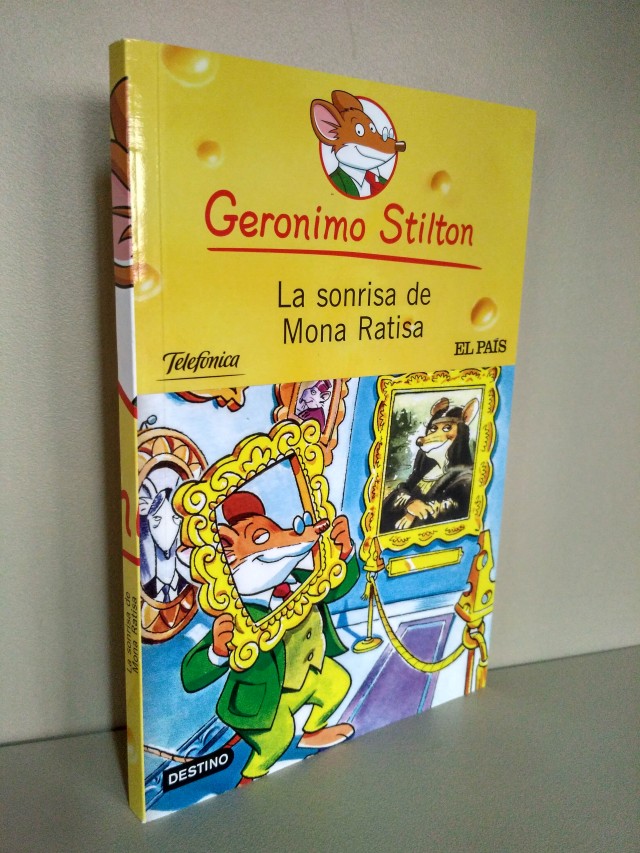 Geronimo Stilton
La sonrisa de
Mona Ratisa
Telefónica
EL PAÍS
DESTINO
La sonrisa de
Mona Ratisa